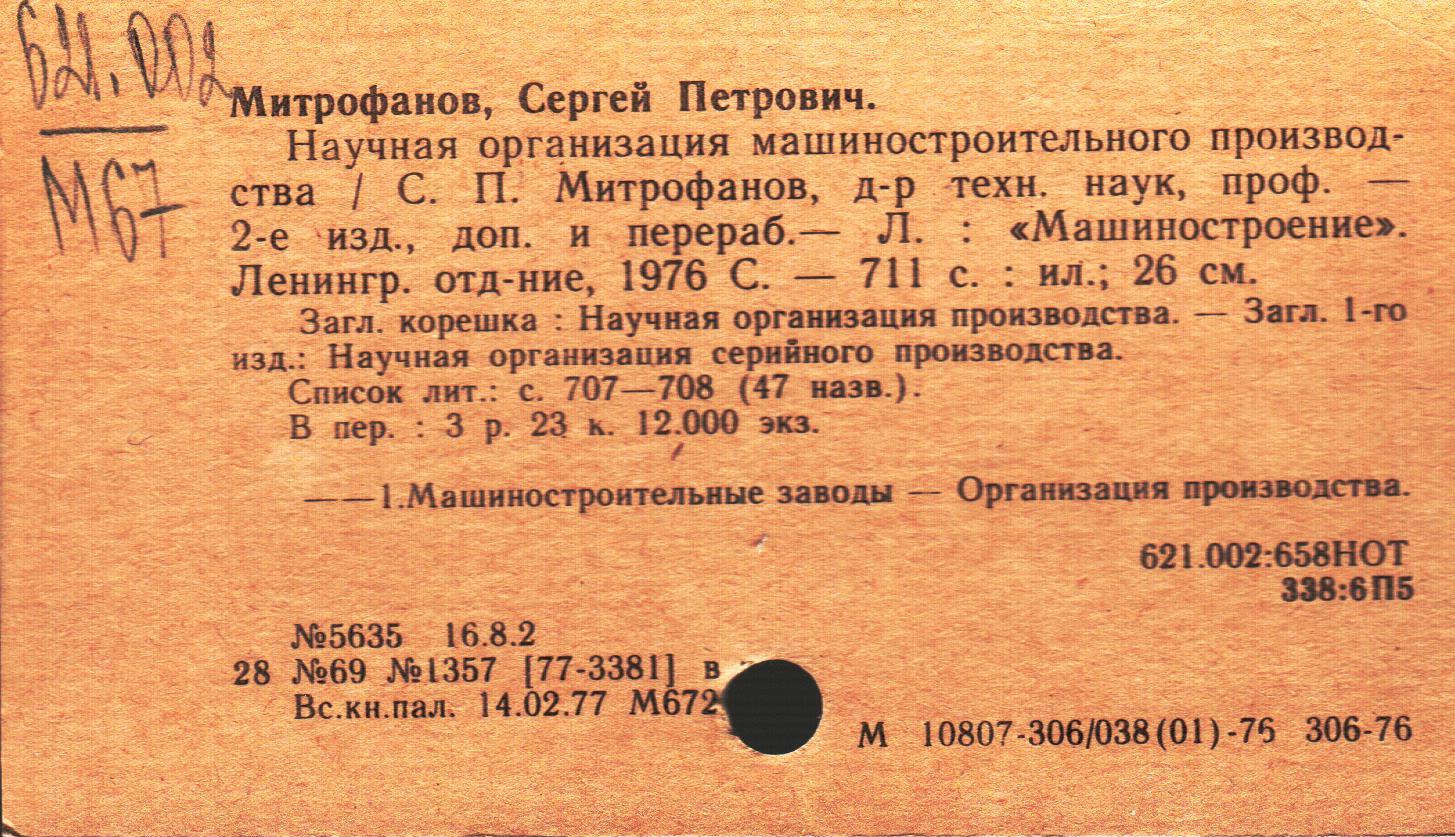 621.002
М67
Митрофанов, Сергей Петрович.
Научная организация машиностроительного производ-
ства / С. П. Митрофанов, д-р техн. наук, проф. —
2-е изд., доп. и перераб.— Л. : «Машиностроение».
Ленингр. отд-ние, 1976 С. — 711 с. : ил.; 26 см.
Загл. корешка : Научная организация производства. — Загл. 1-го
изд.: Научная организация серийного производства.
Список лит.: с. 707—708 (47 назв.).
В пер. : 3 р. 23 к. 12.000 экз.
——1.Машиностроительные заводы — Организация производства.
621.002:658НОТ
338:6П5
№5635 16.8.2
28 №69 №1357 [77-3381] в
Вс.кн.пал. 14.02.77 М672
М 10807-306/038(01)-76 306-76